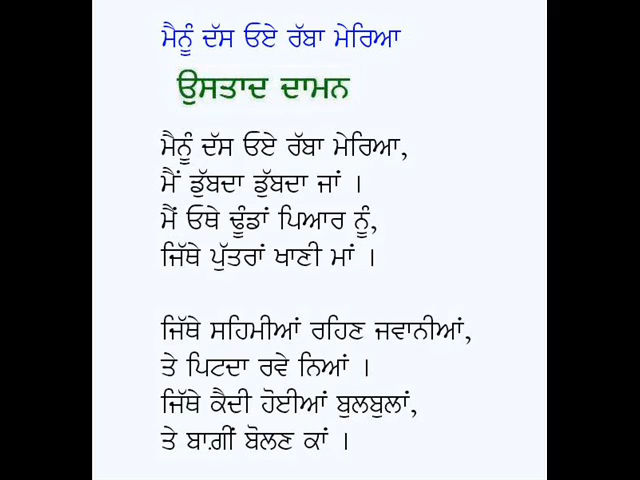 ਮੈਨੂੰ ਦੱਸ ਓਏ ਰੱਬਾ ਮੇਰਿਆ
ਉਸਤਾਦ ਦਾਮਨ
ਮੈਨੂੰ ਦੱਸ ਓਏ ਰੱਬਾ ਮੇਰਿਆ,
ਮੈਂ ਡੁੱਬਦਾ ਡੁੱਬਦਾ ਜਾਂ ।
ਮੈਂ ਓਥੇ ਢੂੰਡਾਂ ਪਿਆਰ ਨੂੰ,
ਜਿੱਥੇ ਪੁੱਤਰਾਂ ਖਾਣੀ ਮਾਂ ।
ਜਿੱਥੇ ਸਹਿਮੀਆਂ ਰਹਿਣ ਜਵਾਨੀਆਂ,
ਤੇ ਪਿਟਦਾ ਰਵੇ ਨਿਆਂ ।
ਜਿੱਥੇ ਕੈਦੀ ਹੋਈਆਂ ਬੁਲਬੁਲਾਂ,
ਤੇ ਬਾਗ਼ੀਂ ਬੋਲਣ ਕਾਂ ।